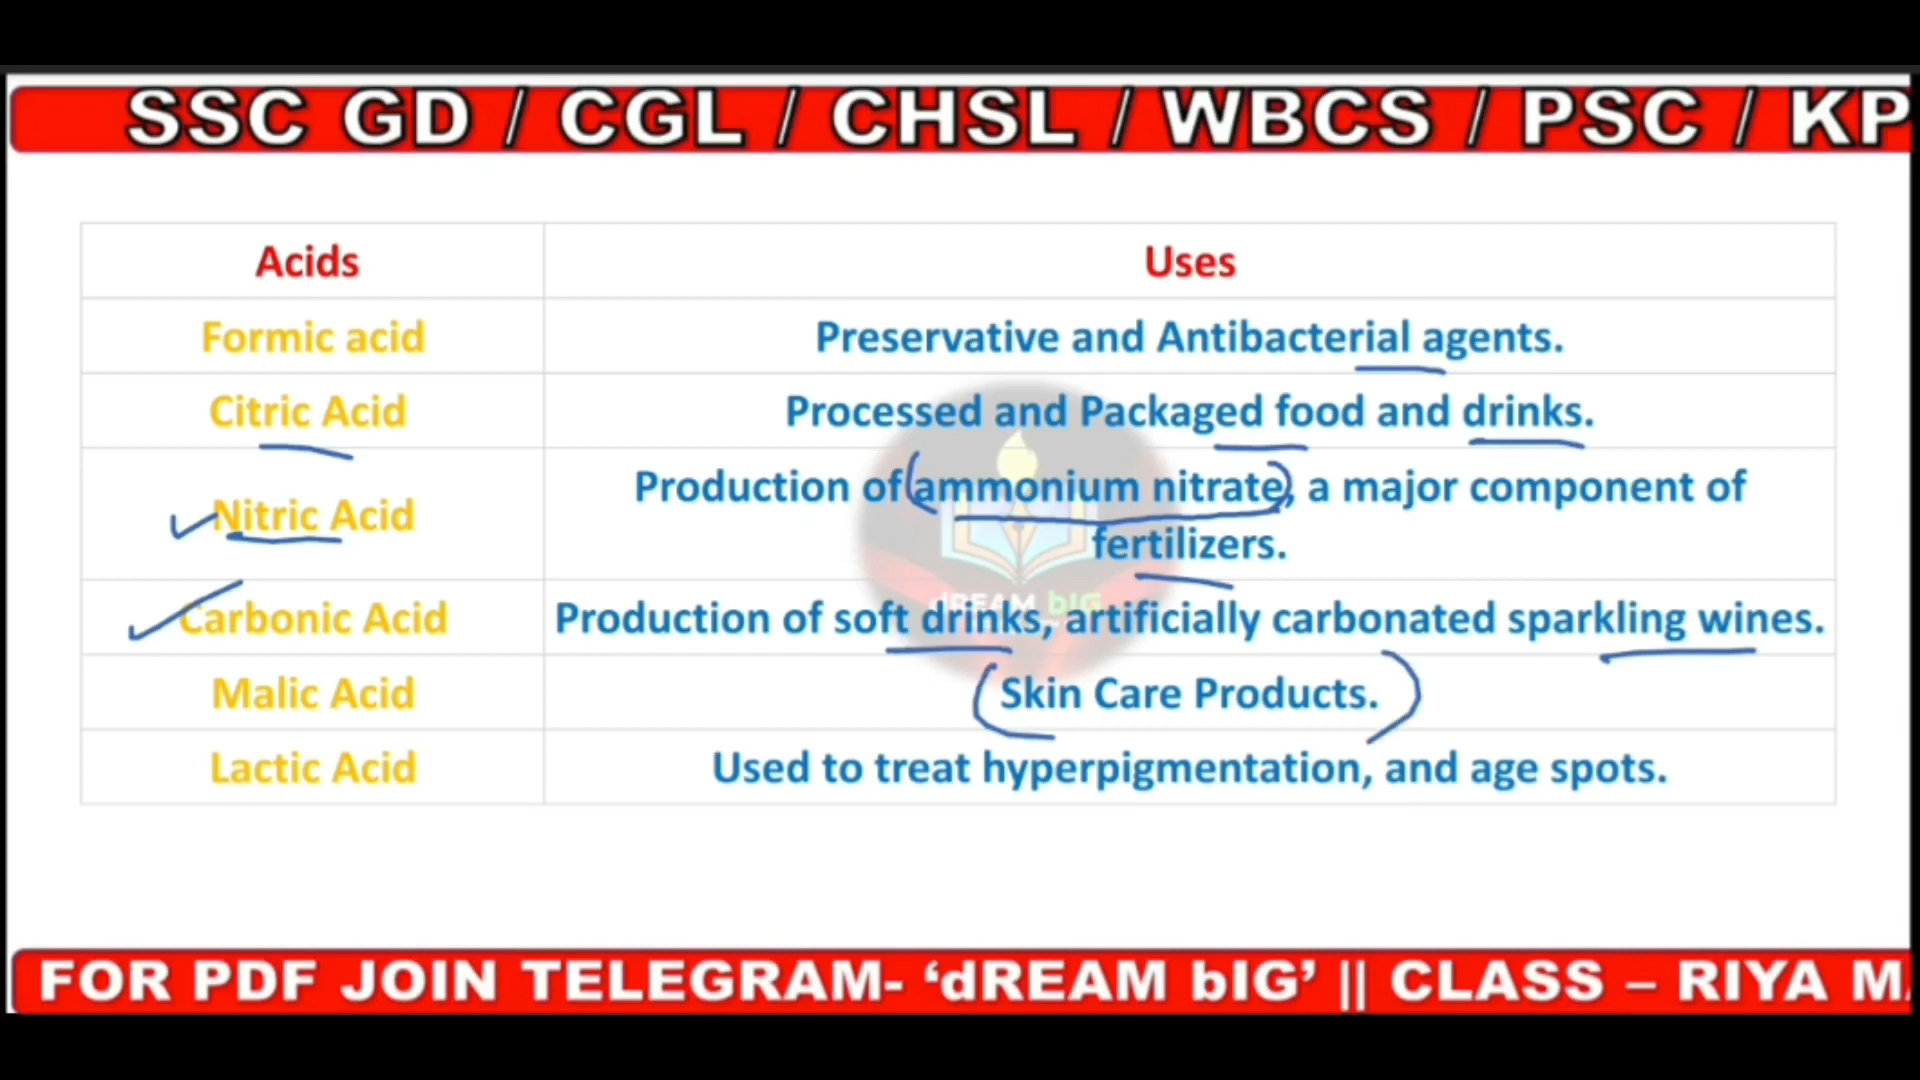 SSC GD / CGL / CHSL / WBCS / PSC / KP
Acids Uses
Formic acid Preservative and Antibacterial agents.
Citric Acid Processed and Packaged food and drinks.
Nitric Acid Production of ammonium nitrate, a major component of
fertilizers.
Carbonic Acid Production of soft drinks, artificially carbonated sparkling wines.
dREAM bIG
Malic Acid Skin Care Products.
Lactic Acid Used to treat hyperpigmentation, and age spots.
FOR PDF JOIN TELEGRAM- ‘dREAM bIG’ || CLASS – RIYA MA